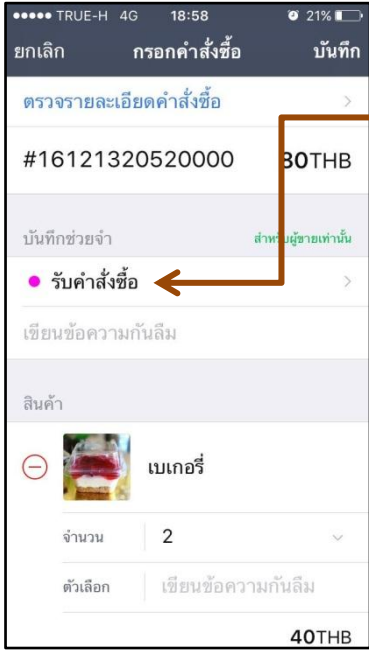 TRUE-H 4G 18:58 21%
ยกเลิก กรอกคำสั่งซื้อ บันทึก
ตรวจรายละเอียดคำสั่งซื้อ
#16121320520000 80THB
บันทึกช่วยจำ สำหรับผู้ขายเท่านั้น
รับคำสั่งซื้อ
เขียนข้อความกันลืม
สินค้า
เบเกอรี่
จำนวน 2
ตัวเลือก เขียนข้อความกันลืม
40THB